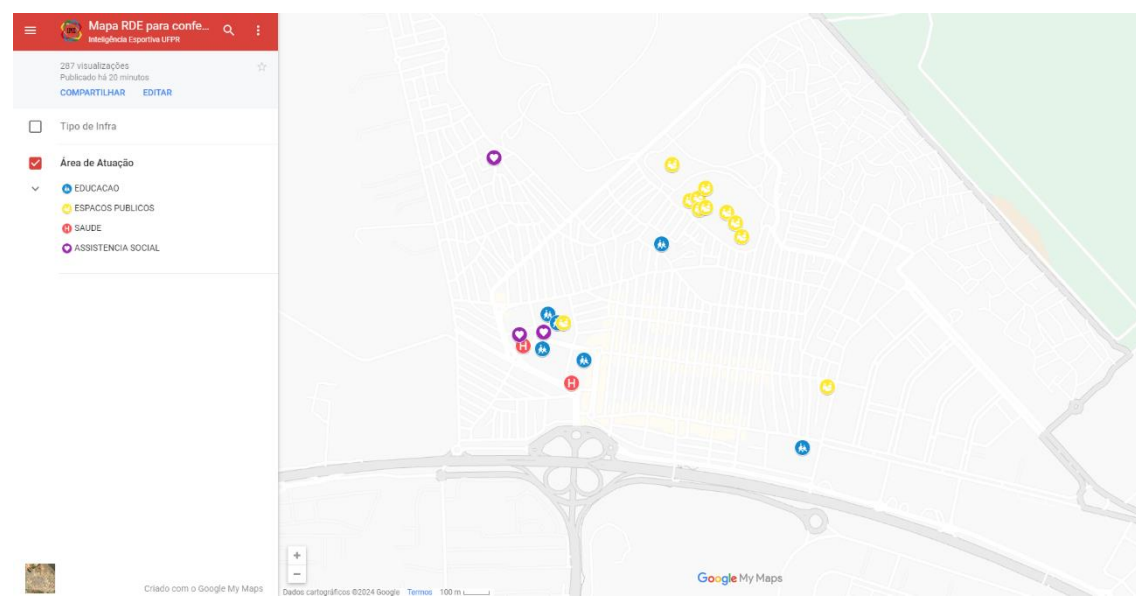 Mapa RDE para confe...
Inteligência Esportiva UFPR
287 visualizações
Publicado há 20 minutos
COMPARTILHAR EDITAR
Tipo de Infra
Área de Atuação
EDUCACAO
ESPACOS PUBLICOS
H SAUDE
ASSISTENCIA SOCIAL
H
H
Google My Maps
Criado com o Google My Maps
Dados cartográficos ©2024 Google Termos 100 m